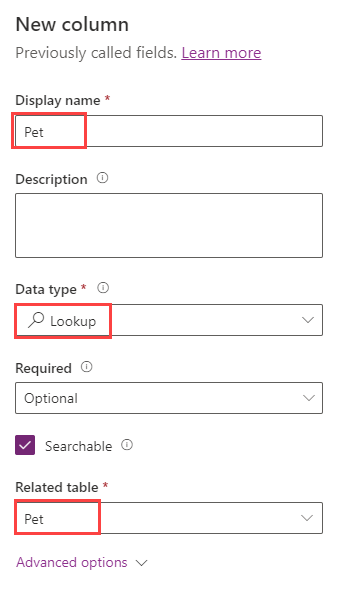 New column
Previously called fields. Learn more
Display name *
Pet
Description
Data type *
Lookup
Required
Optional
Searchable
Related table *
Pet
Advanced options